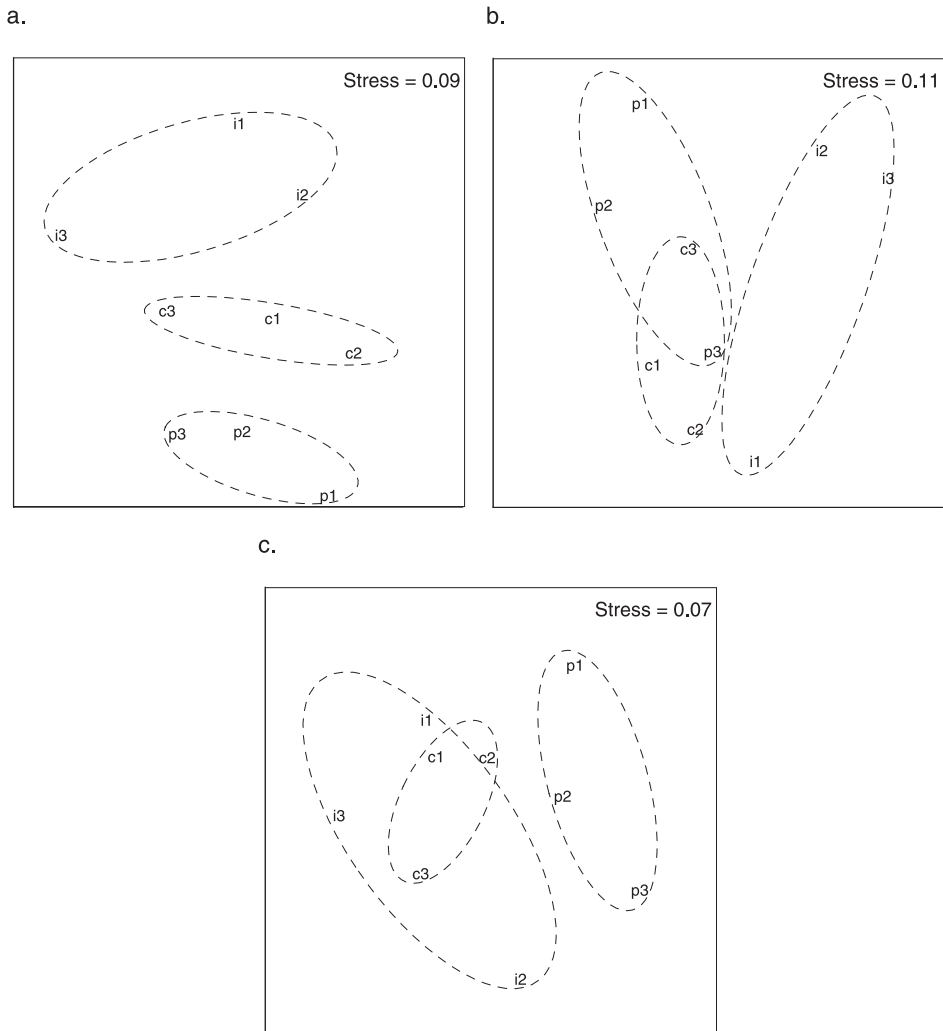 a.
Stress = 0.09
i1
i2
i3
c3
c1
c2
p3
p2
p1
b.
Stress = 0.11
p1
i2
i3
p2
c3
p3
c1
c2
i1
c.
Stress = 0.07
p1
i1
c1
c2
p2
i3
c3
p3
i2